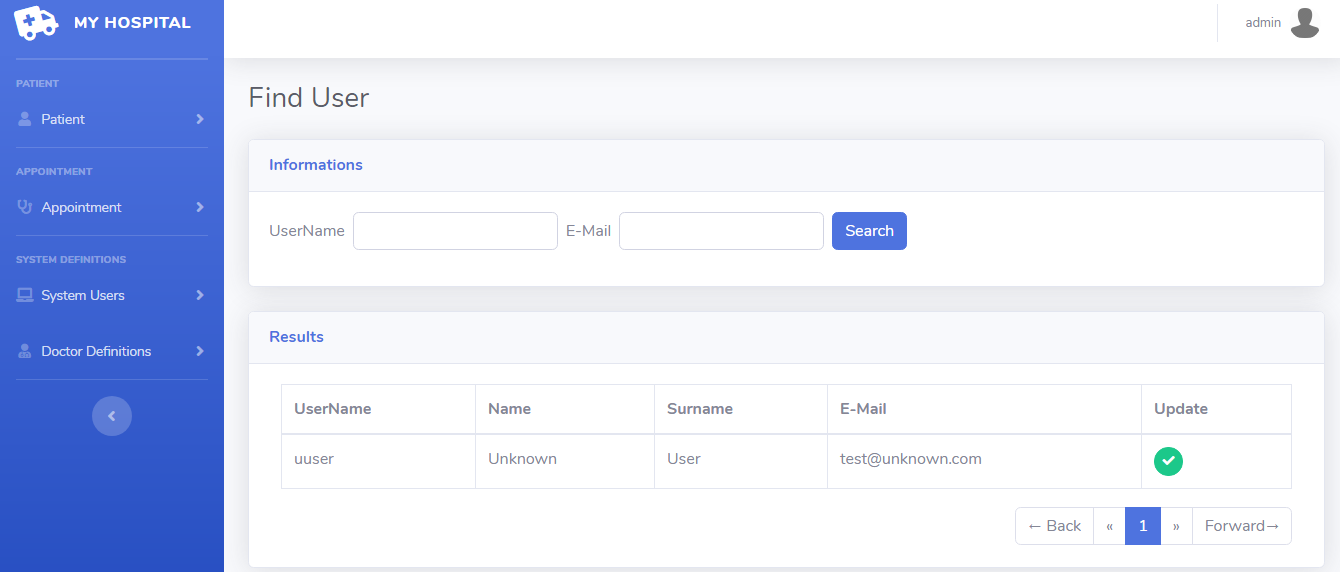 MY HOSPITAL
admin
PATIENT
Patient
APPOINTMENT
Appointment
SYSTEM DEFINITIONS
System Users
Doctor Definitions
Find User
Informations
UserName E-Mail Search
Results
UserName Name Surname E-Mail Update
uuser Unknown User test@unknown.com
← Back « 1 » Forward→